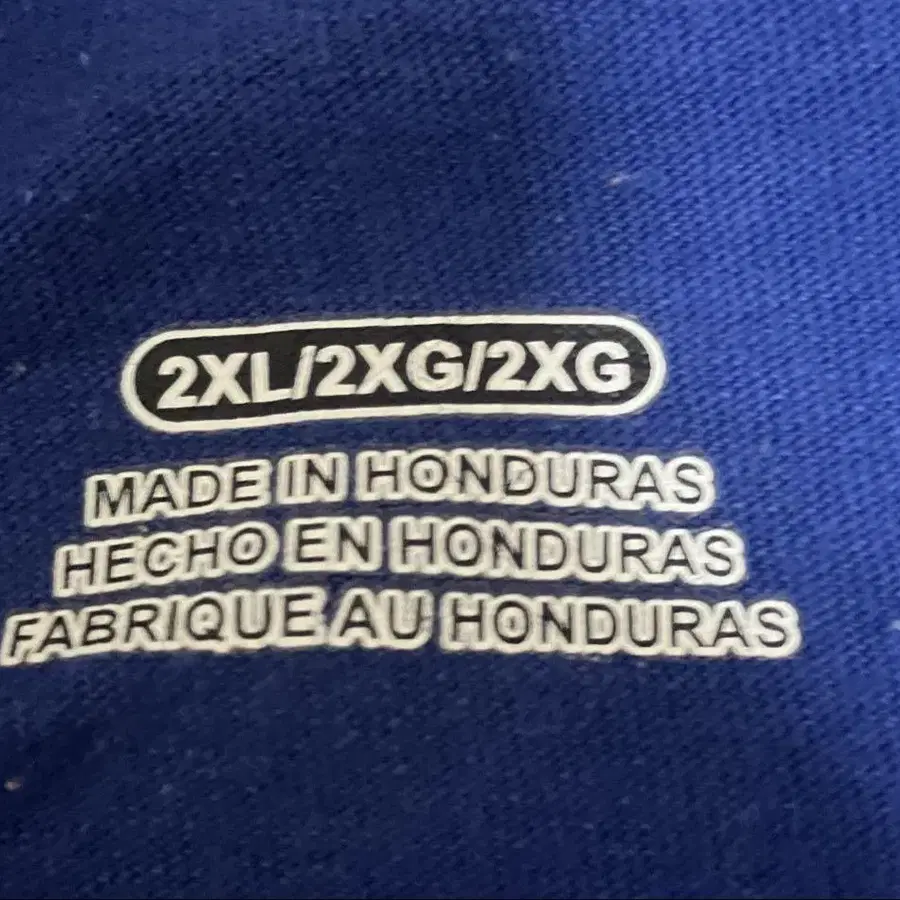 2XL/2XG/2XG
MADE IN HONDURAS
HECHO EN HONDURAS
FABRIQUE AU HONDURAS